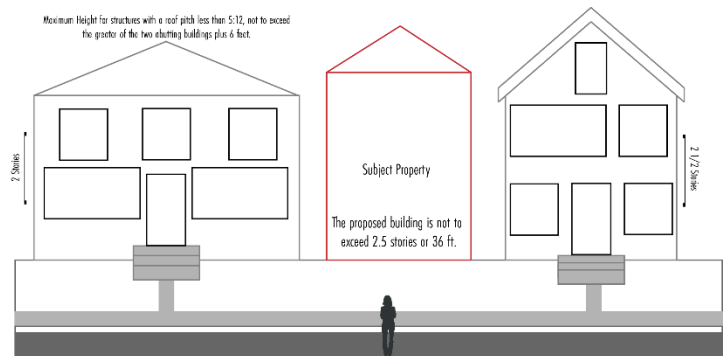 Maximum Height for structures with a roof pitch less than 5:12, not to exceed
the greater of the two abutting buildings plus 6 feet.
2 Stories
Subject Property
The proposed building is not to
exceed 2.5 stories or 36 ft.
2 1/2 Stories